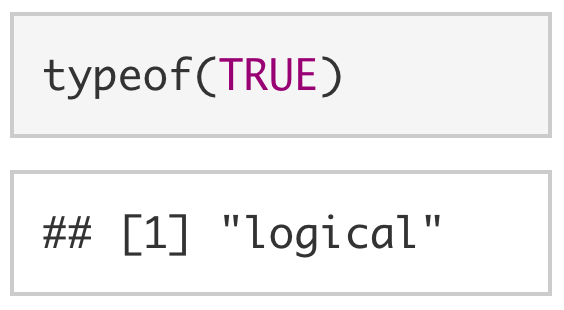 typeof(TRUE)
## [1] "logical"